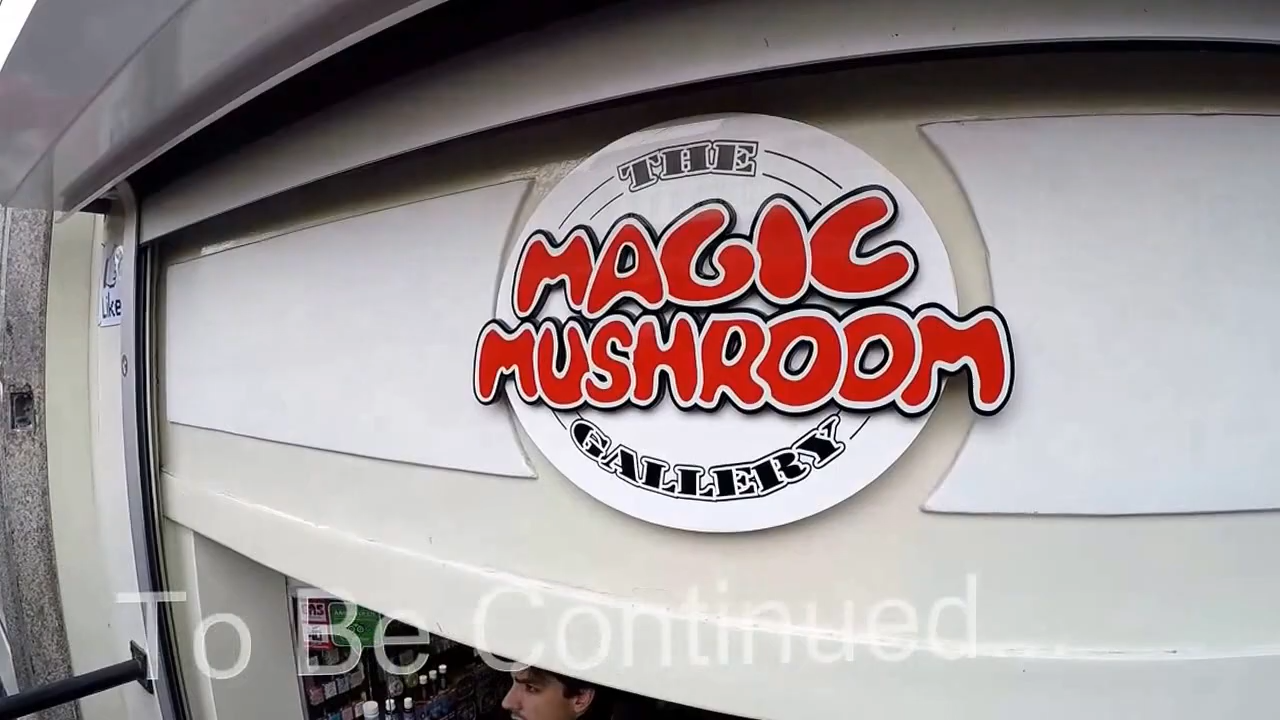 THE
MAGIC
MUSHROOM
GALLERY
Like
To Be Continued...